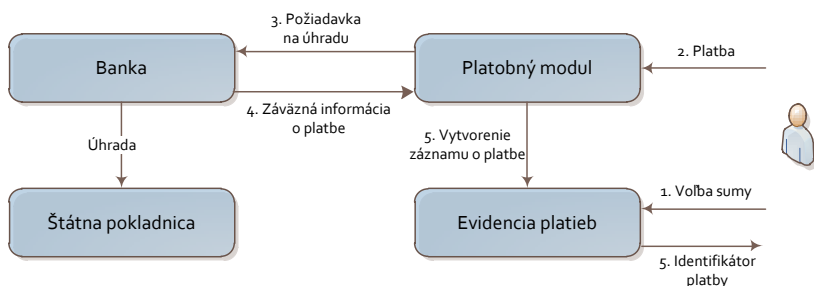 3. Požiadavka
na úhradu
Banka
Platobný modul
2. Platba
4. Záväzná informácia
o platbe
Úhrada
5. Vytvorenie
záznamu o platbe
1. Voľba sumy
Štátna pokladnica
Evidencia platieb
5. Identifikátor
platby